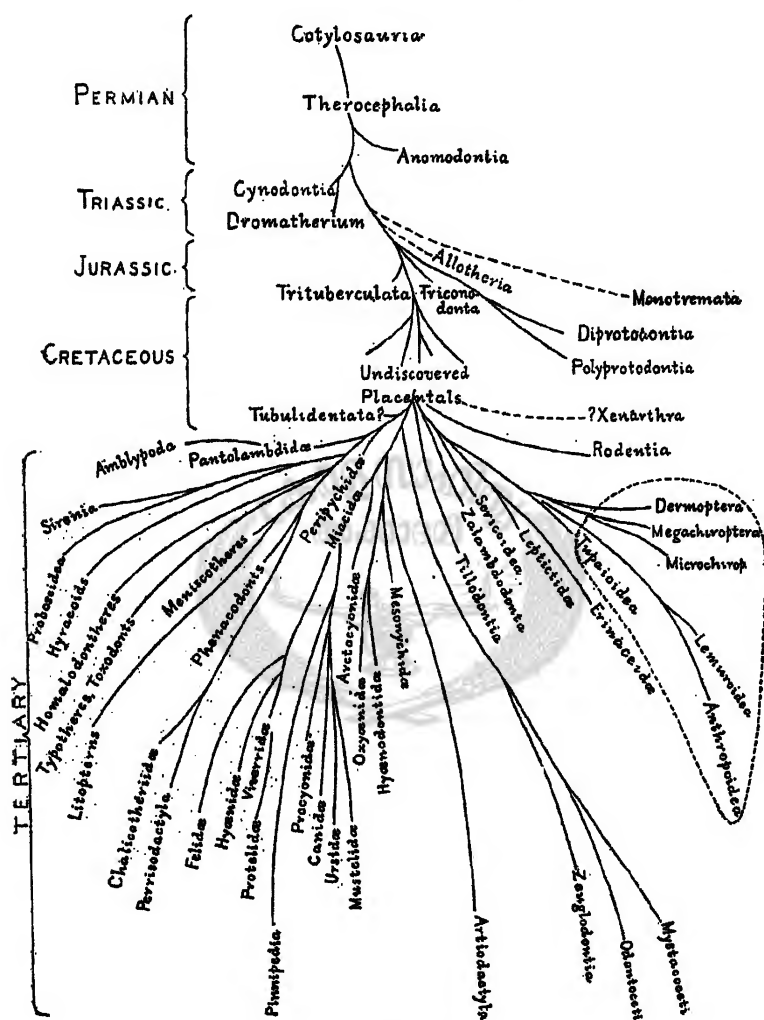 Cotylosauria
PERMIAN
Therocephalia
Anomodontia
Cynodontia
TRIASSIC.
Dromatherium
JURASSIC.
Allotheria
Trituberculata
Tricono-
donta
Monotremata
Diprotodontia
CRETACEOUS
Polyprotodontia
Undiscovered
Placentals
Tubulidentata?
?Xenarthra
Rodentia
Amblypoda
Pantolambdidæ
TERTIARY
Sirenia
Proboscidea
Hyracoids
Homalodontheres
Typotheres, Toxodonts
Litopterns
Meniscotheres
Phenacodonts
Periptychidæ
Miacidæ
Chalicotheriidæ
Perrisodactyla
Felidæ
Hyænidæ
Viverridæ
Protelidæ
Pinnipedia
Procyonidæ
Canidæ
Ursidæ
Mustelidæ
Arctocyonidæ
Oxyænidæ
Hyænodontidæ
Mesonychidæ
Artiodactyla
Tillodontia
Zalambdodonta
Soricoidea
Leptictidæ
Erinaceidæ
Zeuglodontia
Odontoceti
Mystacoceti
Tupaioidea
Dermoptera
Megachiroptera
Microchirop
Lemuroidea
Anthropoidea